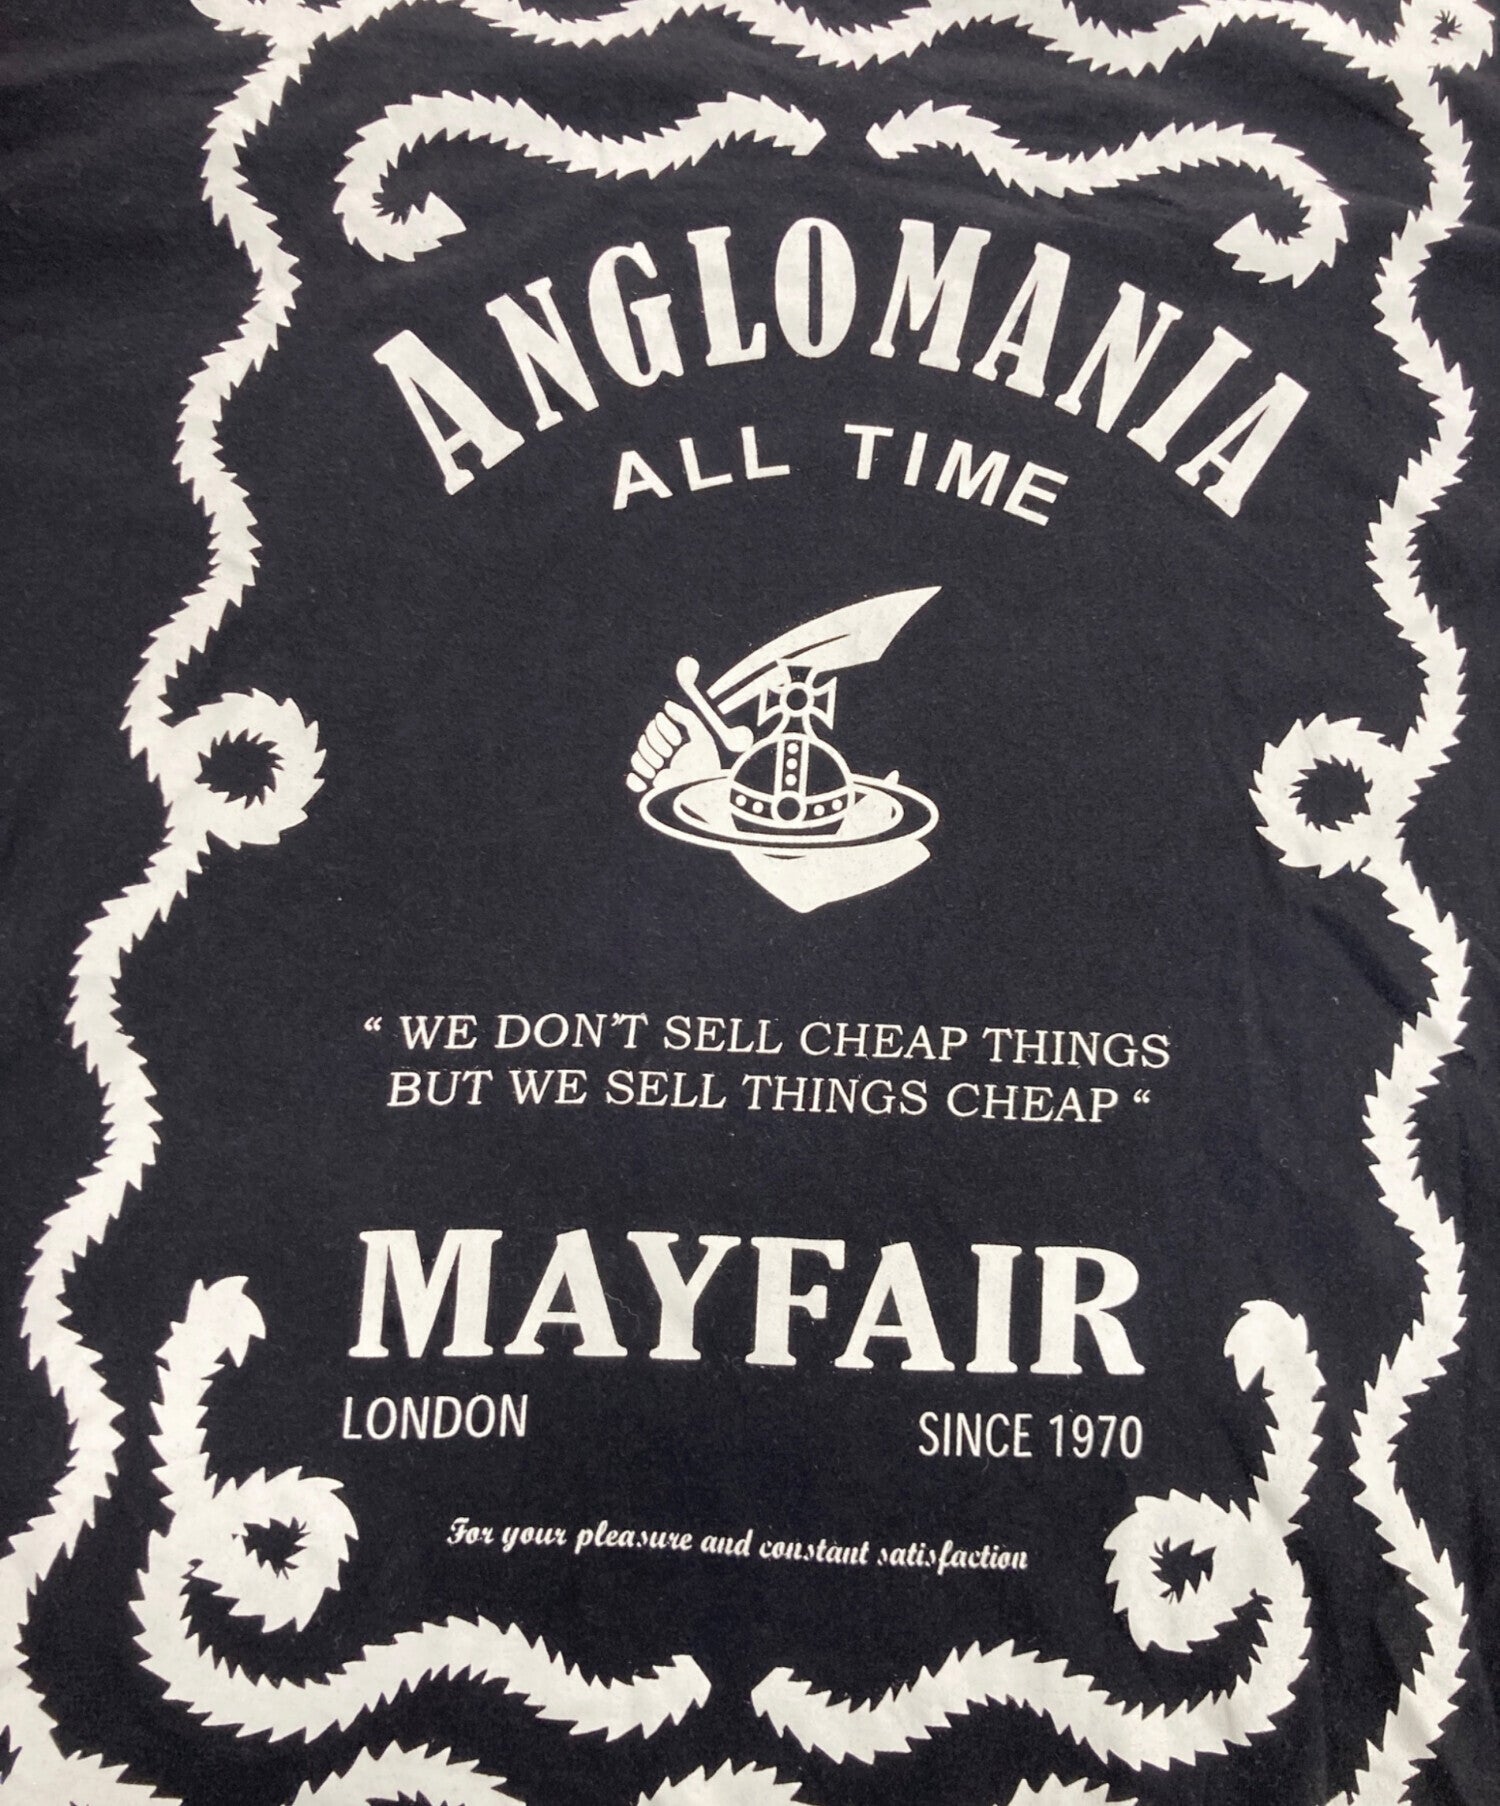 ANGLOMANIA
ALL TIME
“ WE DON’T SELL CHEAP THINGS
BUT WE SELL THINGS CHEAP “
MAYFAIR
LONDON SINCE 1970
For your pleasure and constant satisfaction